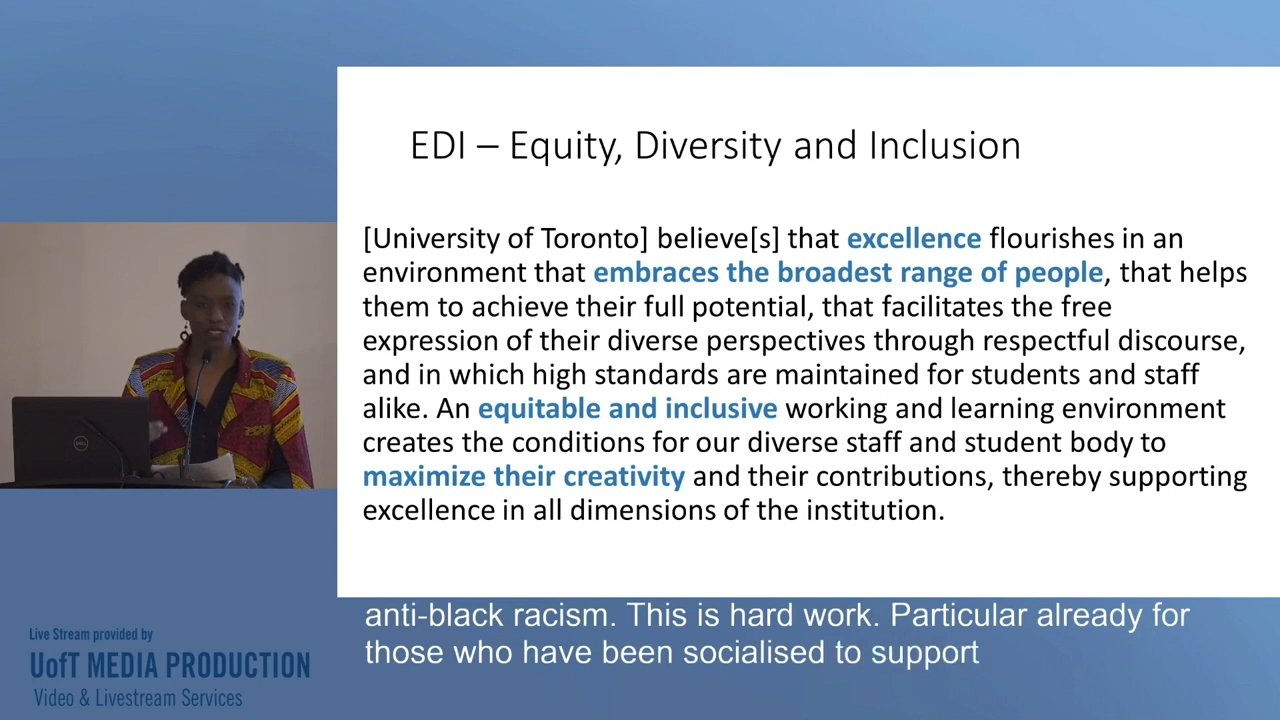 EDI – Equity, Diversity and Inclusion
[University of Toronto] believe[s] that excellence flourishes in an
environment that embraces the broadest range of people, that helps
them to achieve their full potential, that facilitates the free
expression of their diverse perspectives through respectful discourse,
and in which high standards are maintained for students and staff
alike. An equitable and inclusive working and learning environment
creates the conditions for our diverse staff and student body to
maximize their creativity and their contributions, thereby supporting
excellence in all dimensions of the institution.
anti-black racism. This is hard work. Particular already for
those who have been socialised to support
Live Stream provided by
UofT MEDIA PRODUCTION
Video & Livestream Services
DELL